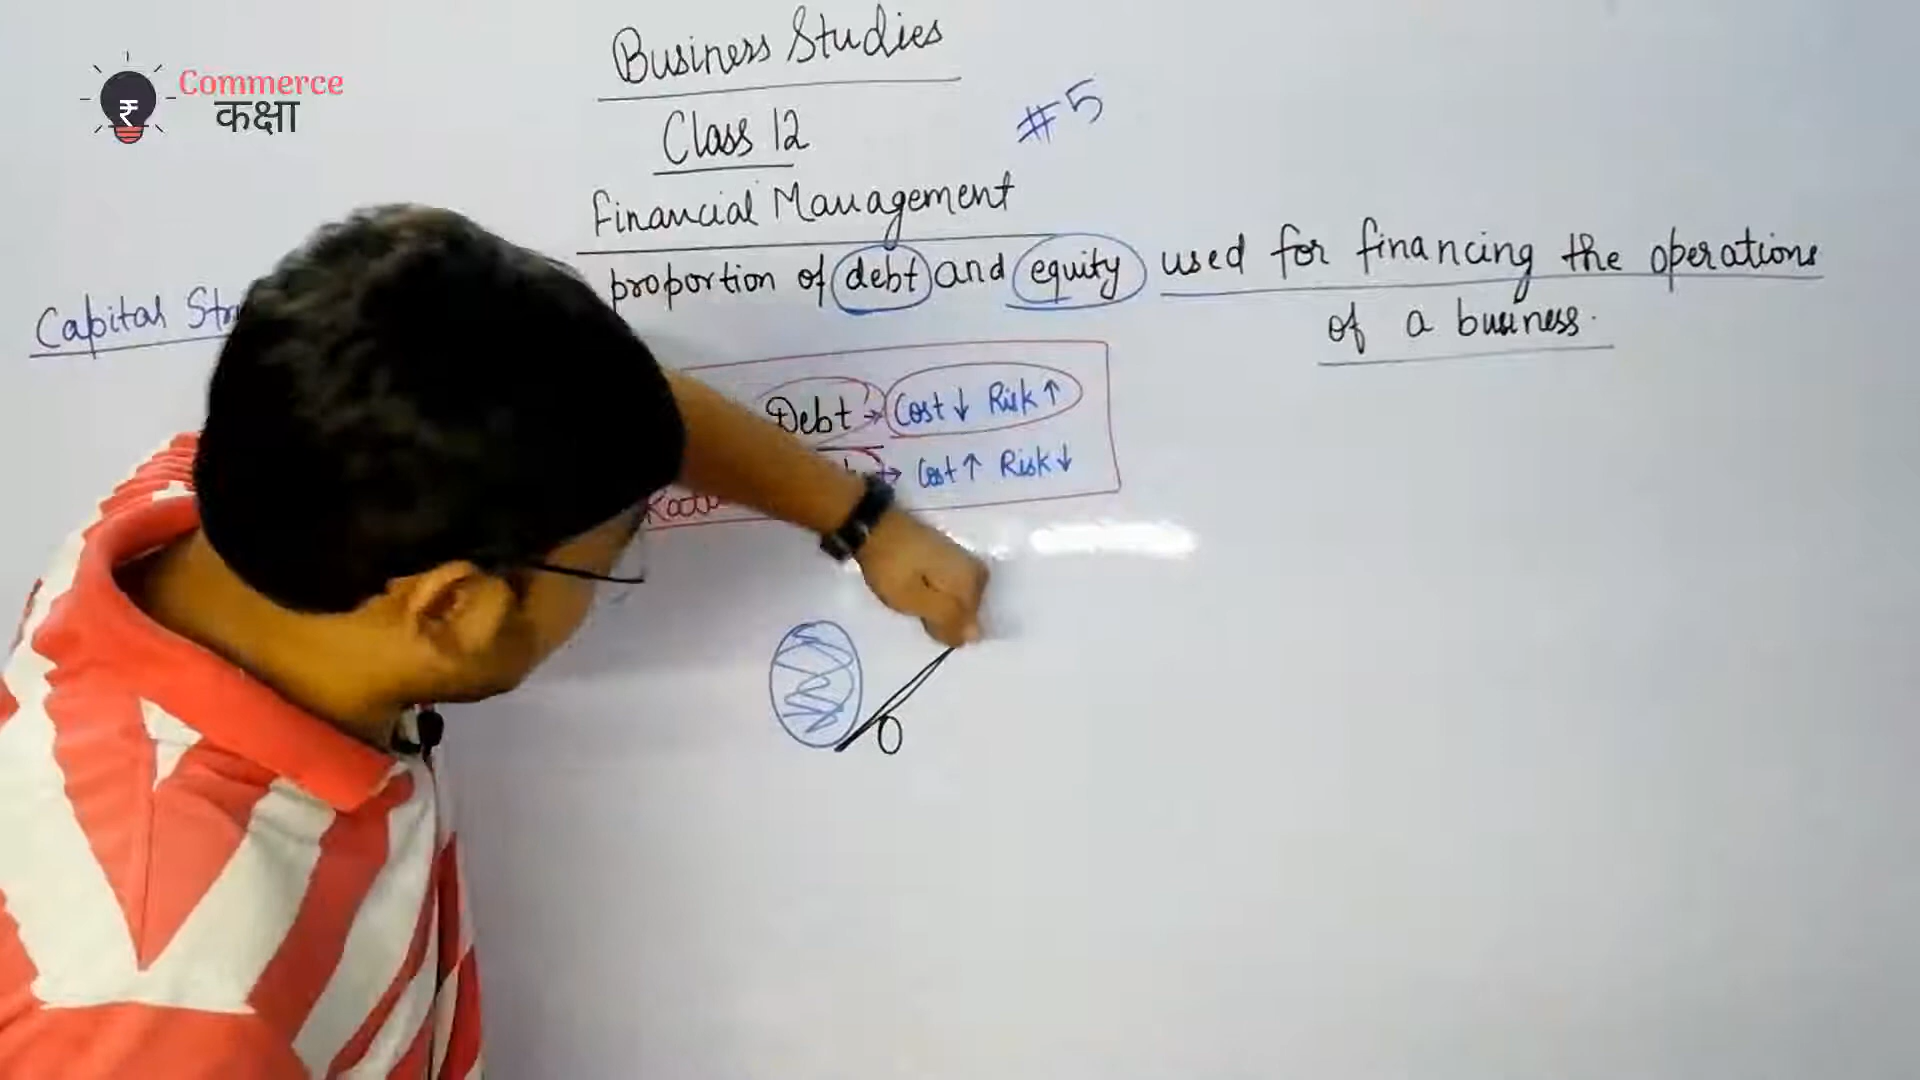 Commerce
कक्षा
₹
Business Studies
Class 12
#5
Financial Management
Capital
proportion of debt and equity used for financing the operations
of a business.
Debt → Cost ↓ Risk ↑
→ Cost ↑ Risk ↓